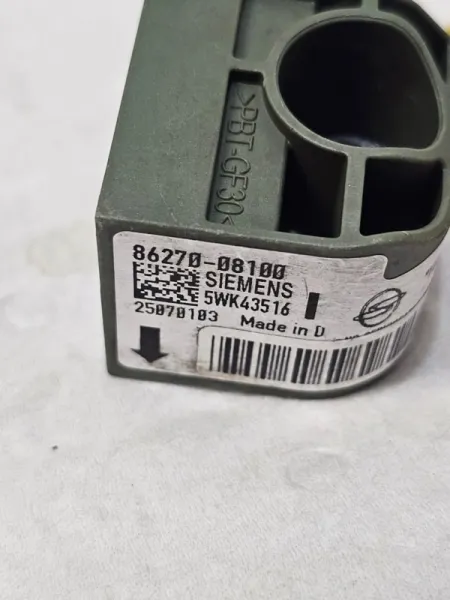 >PBT-GF30<
86270-08100
SIEMENS
5WK43516
25070103
Made in D